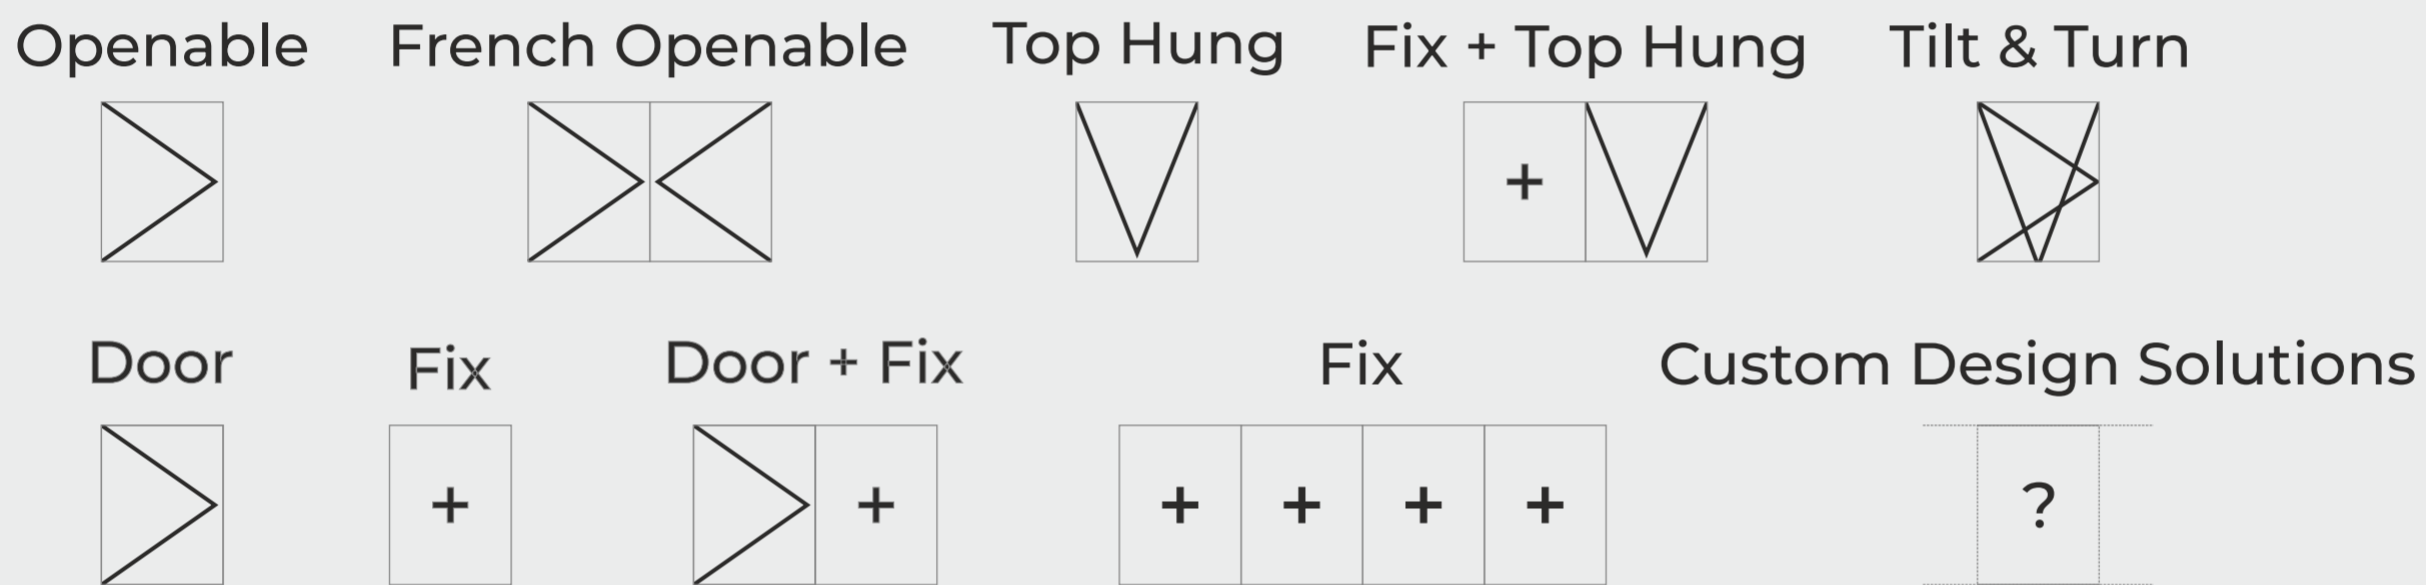 Openable
French Openable
Top Hung
Fix + Top Hung
Tilt & Turn
+
Door
Fix
Door + Fix
Fix
Custom Design Solutions
+
+
+ + + +
?